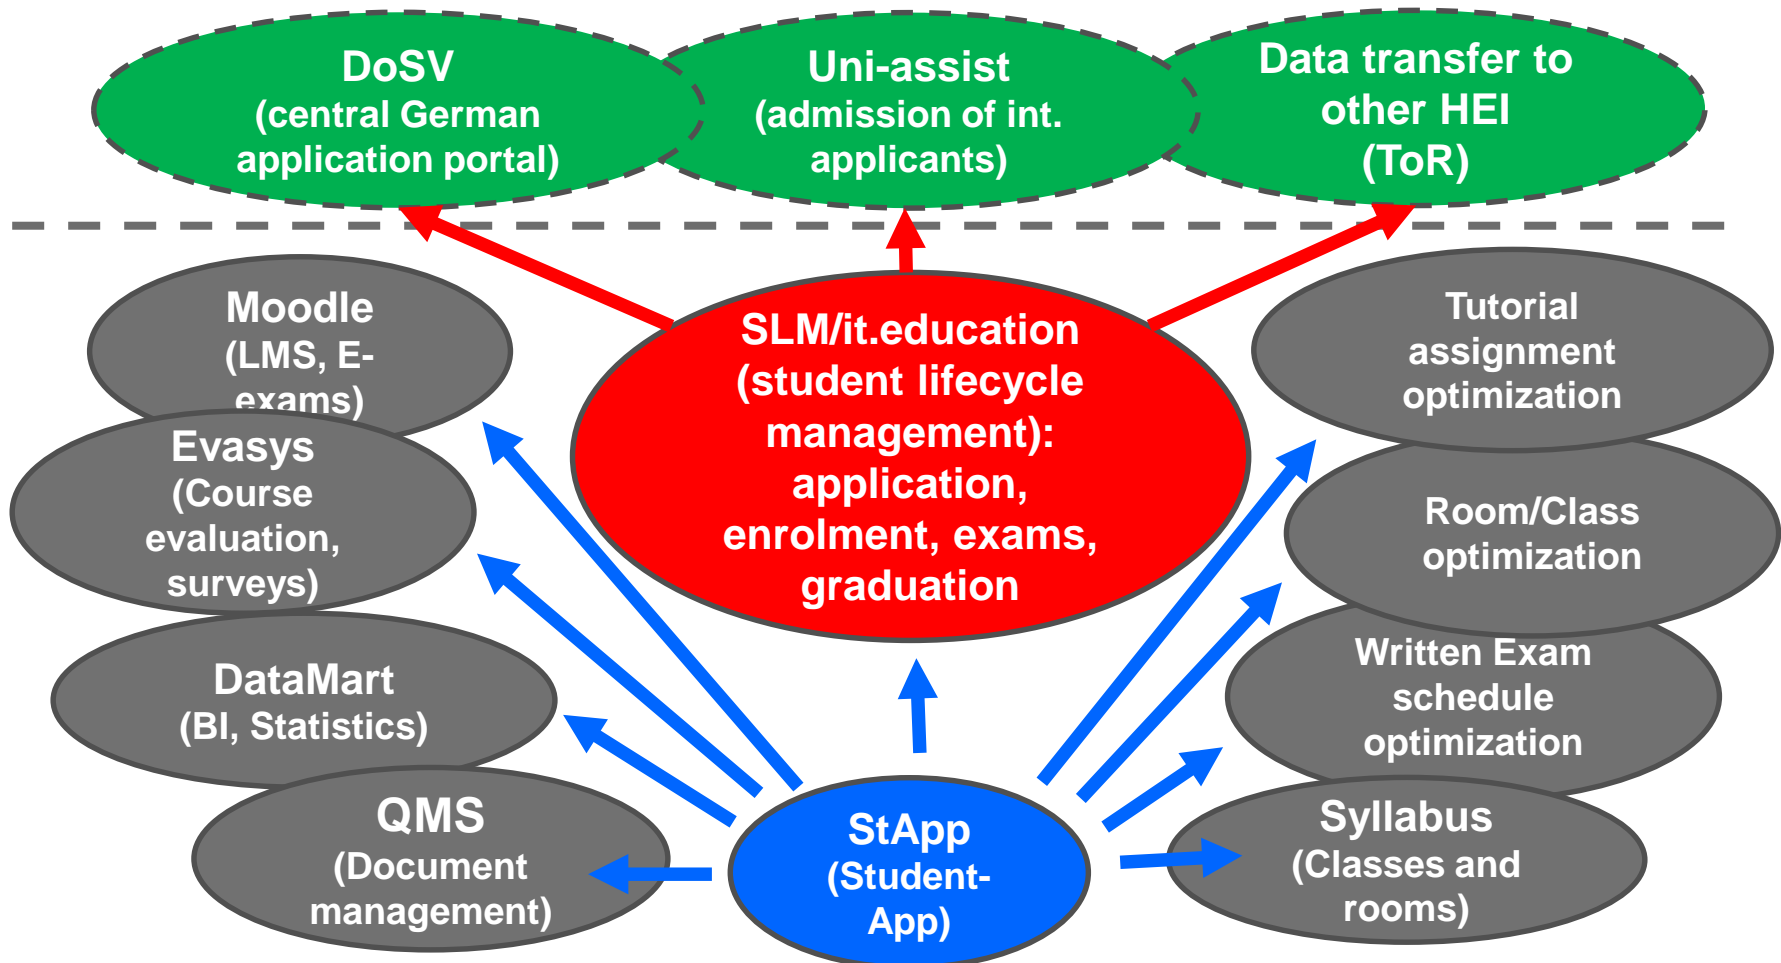 DoSV
(central German
application portal)
Uni-assist
(admission of int.
applicants)
Data transfer to
other HEI
(ToR)
Moodle
(LMS, E-
exams)
Evasys
(Course
evaluation,
surveys)
DataMart
(BI, Statistics)
QMS
(Document
management)
SLM/it.education
(student lifecycle
management):
application,
enrolment, exams,
graduation
StApp
(Student-
App)
Tutorial
assignment
optimization
Room/Class
optimization
Written Exam
schedule
optimization
Syllabus
(Classes and
rooms)